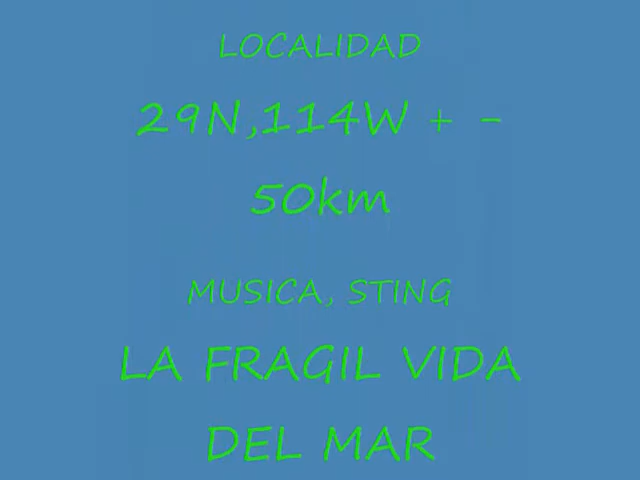 LOCALIDAD
29N,114W + -
50km
MUSICA, STING
LA FRAGIL VIDA
DEL MAR